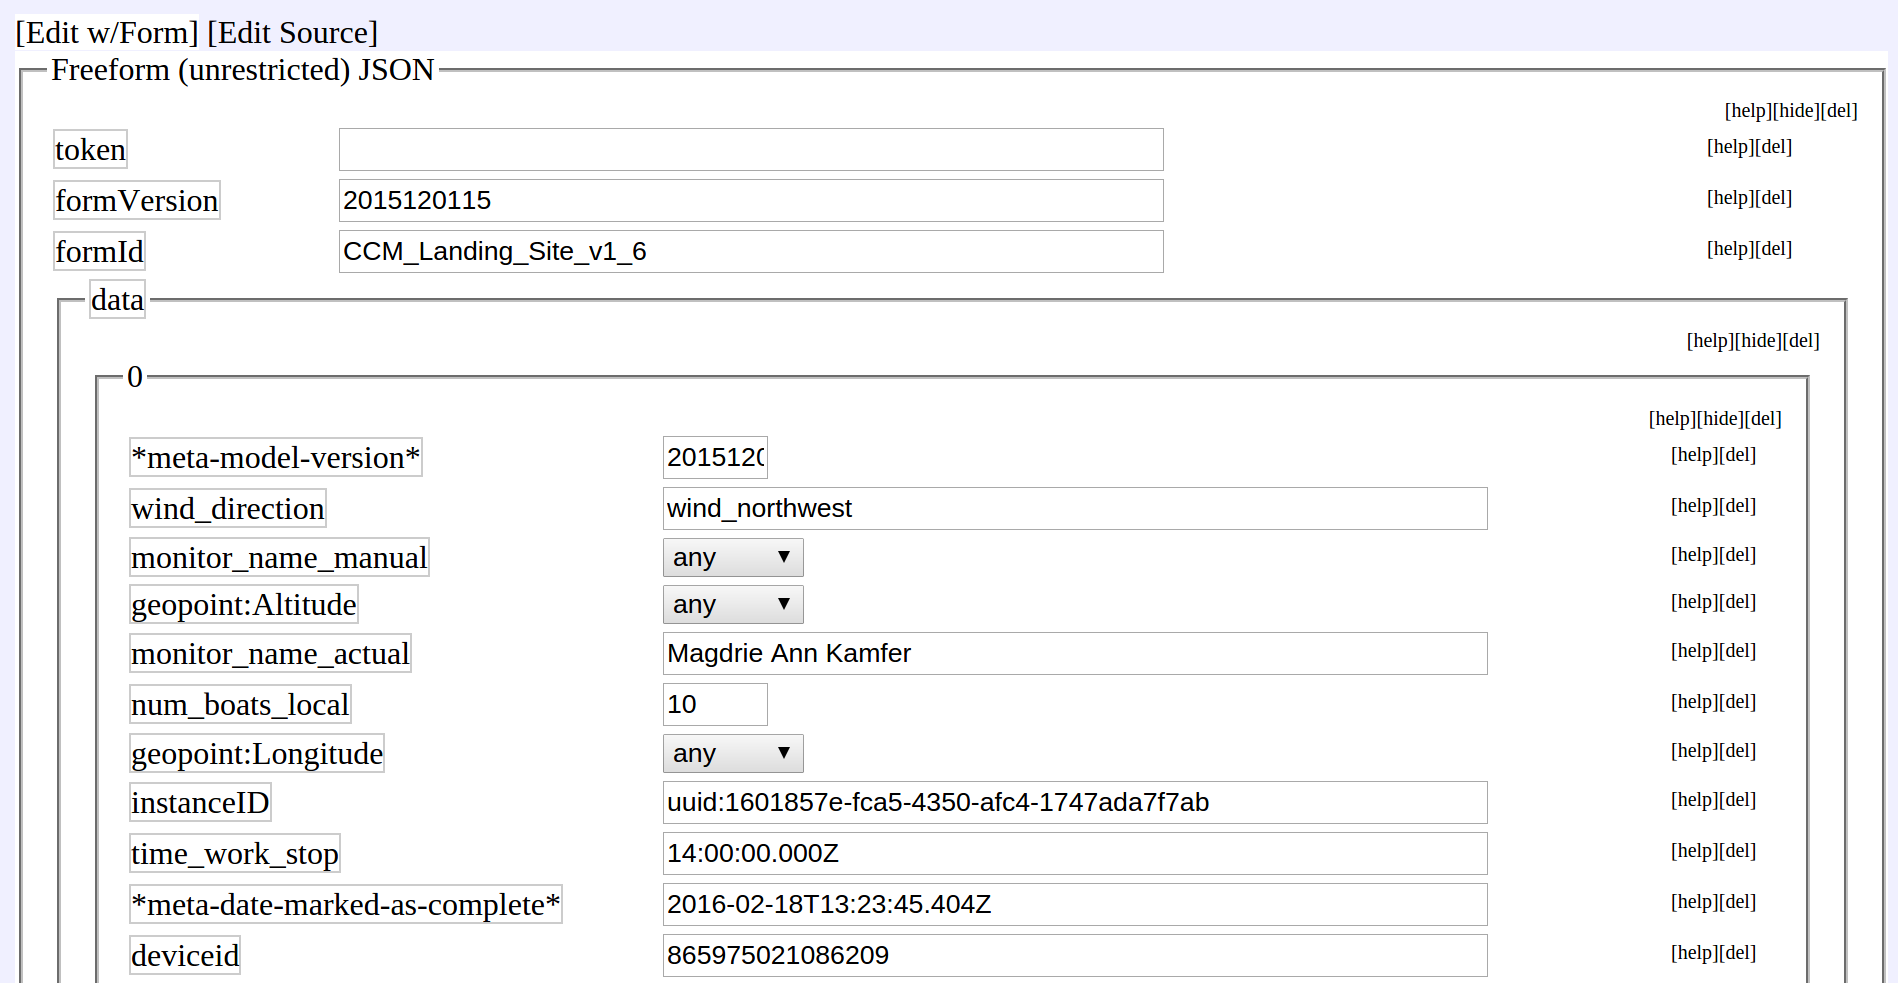 [Edit w/Form] [Edit Source]
Freeform (unrestricted) JSON
[help][hide][del]
token [help][del]
formVersion 2015120115 [help][del]
formId CCM_Landing_Site_v1_6 [help][del]
data
[help][hide][del]
0
[help][hide][del]
*meta-model-version* 2015120 [help][del]
wind_direction wind_northwest [help][del]
monitor_name_manual any ▼ [help][del]
geopoint:Altitude any ▼ [help][del]
monitor_name_actual Magdrie Ann Kamfer [help][del]
num_boats_local 10 [help][del]
geopoint:Longitude any ▼ [help][del]
instanceID uuid:1601857e-fca5-4350-afc4-1747ada7f7ab [help][del]
time_work_stop 14:00:00.000Z [help][del]
*meta-date-marked-as-complete* 2016-02-18T13:23:45.404Z [help][del]
deviceid 865975021086209 [help][del]